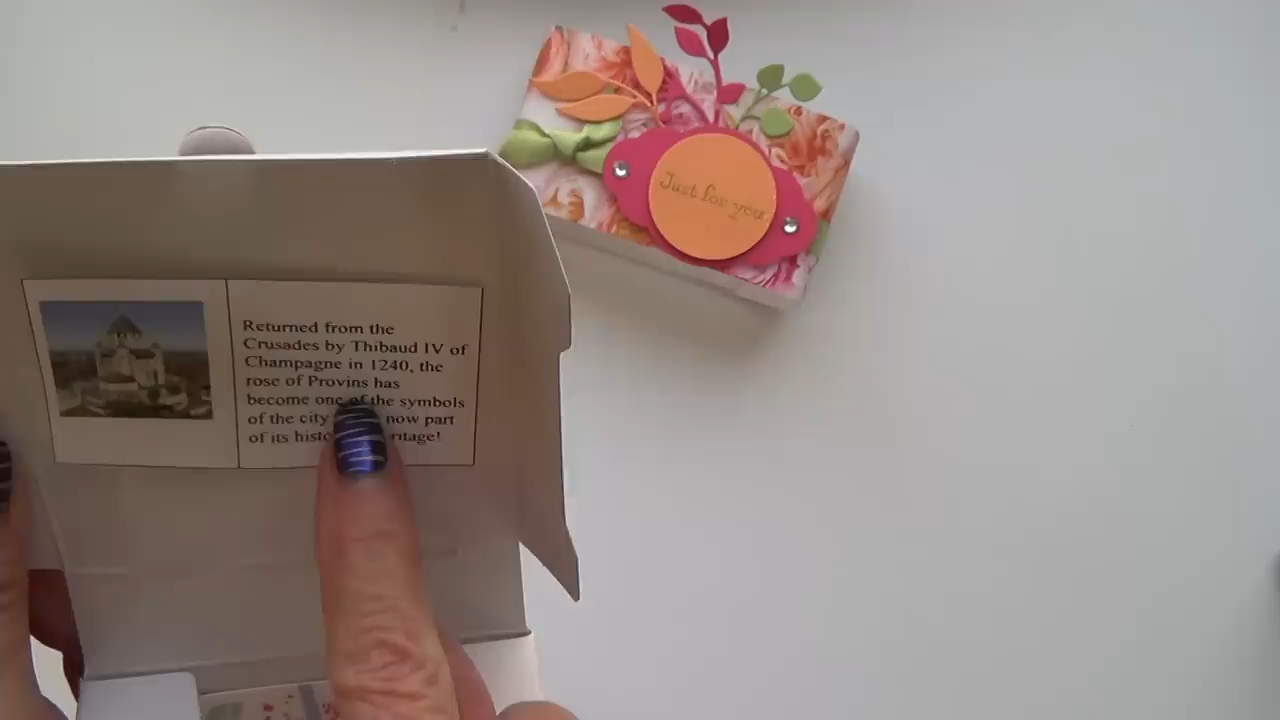 Just for you.
Returned from the
Crusades by Thibaud IV of
Champagne in 1240, the
rose of Provins has
become one of the symbols
of the city now part
of its